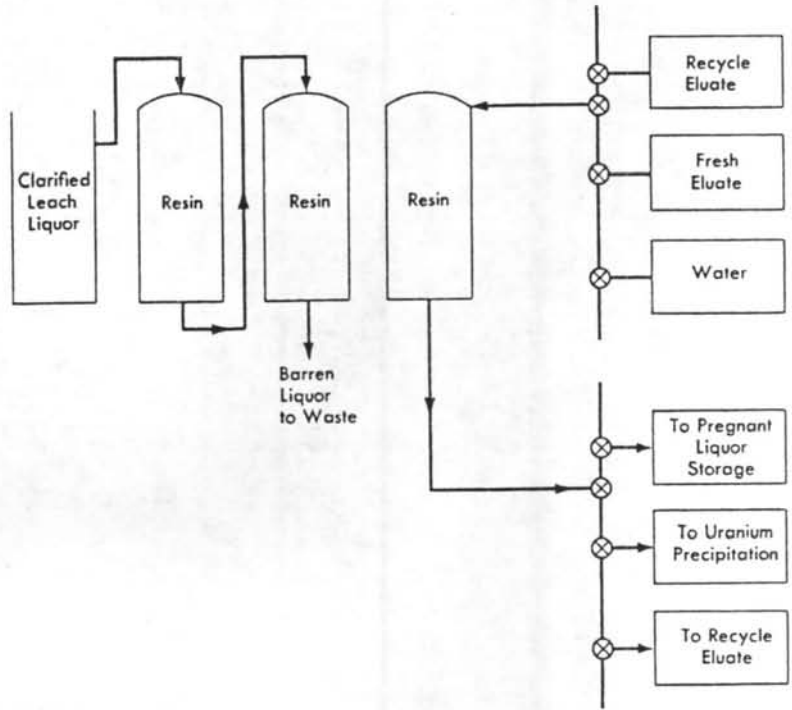 Clarified
Leach
Liquor
Resin
Resin
Barren
Liquor
to Waste
Resin
Recycle
Eluate
Fresh
Eluate
Water
To Pregnant
Liquor
Storage
To Uranium
Precipitation
To Recycle
Eluate